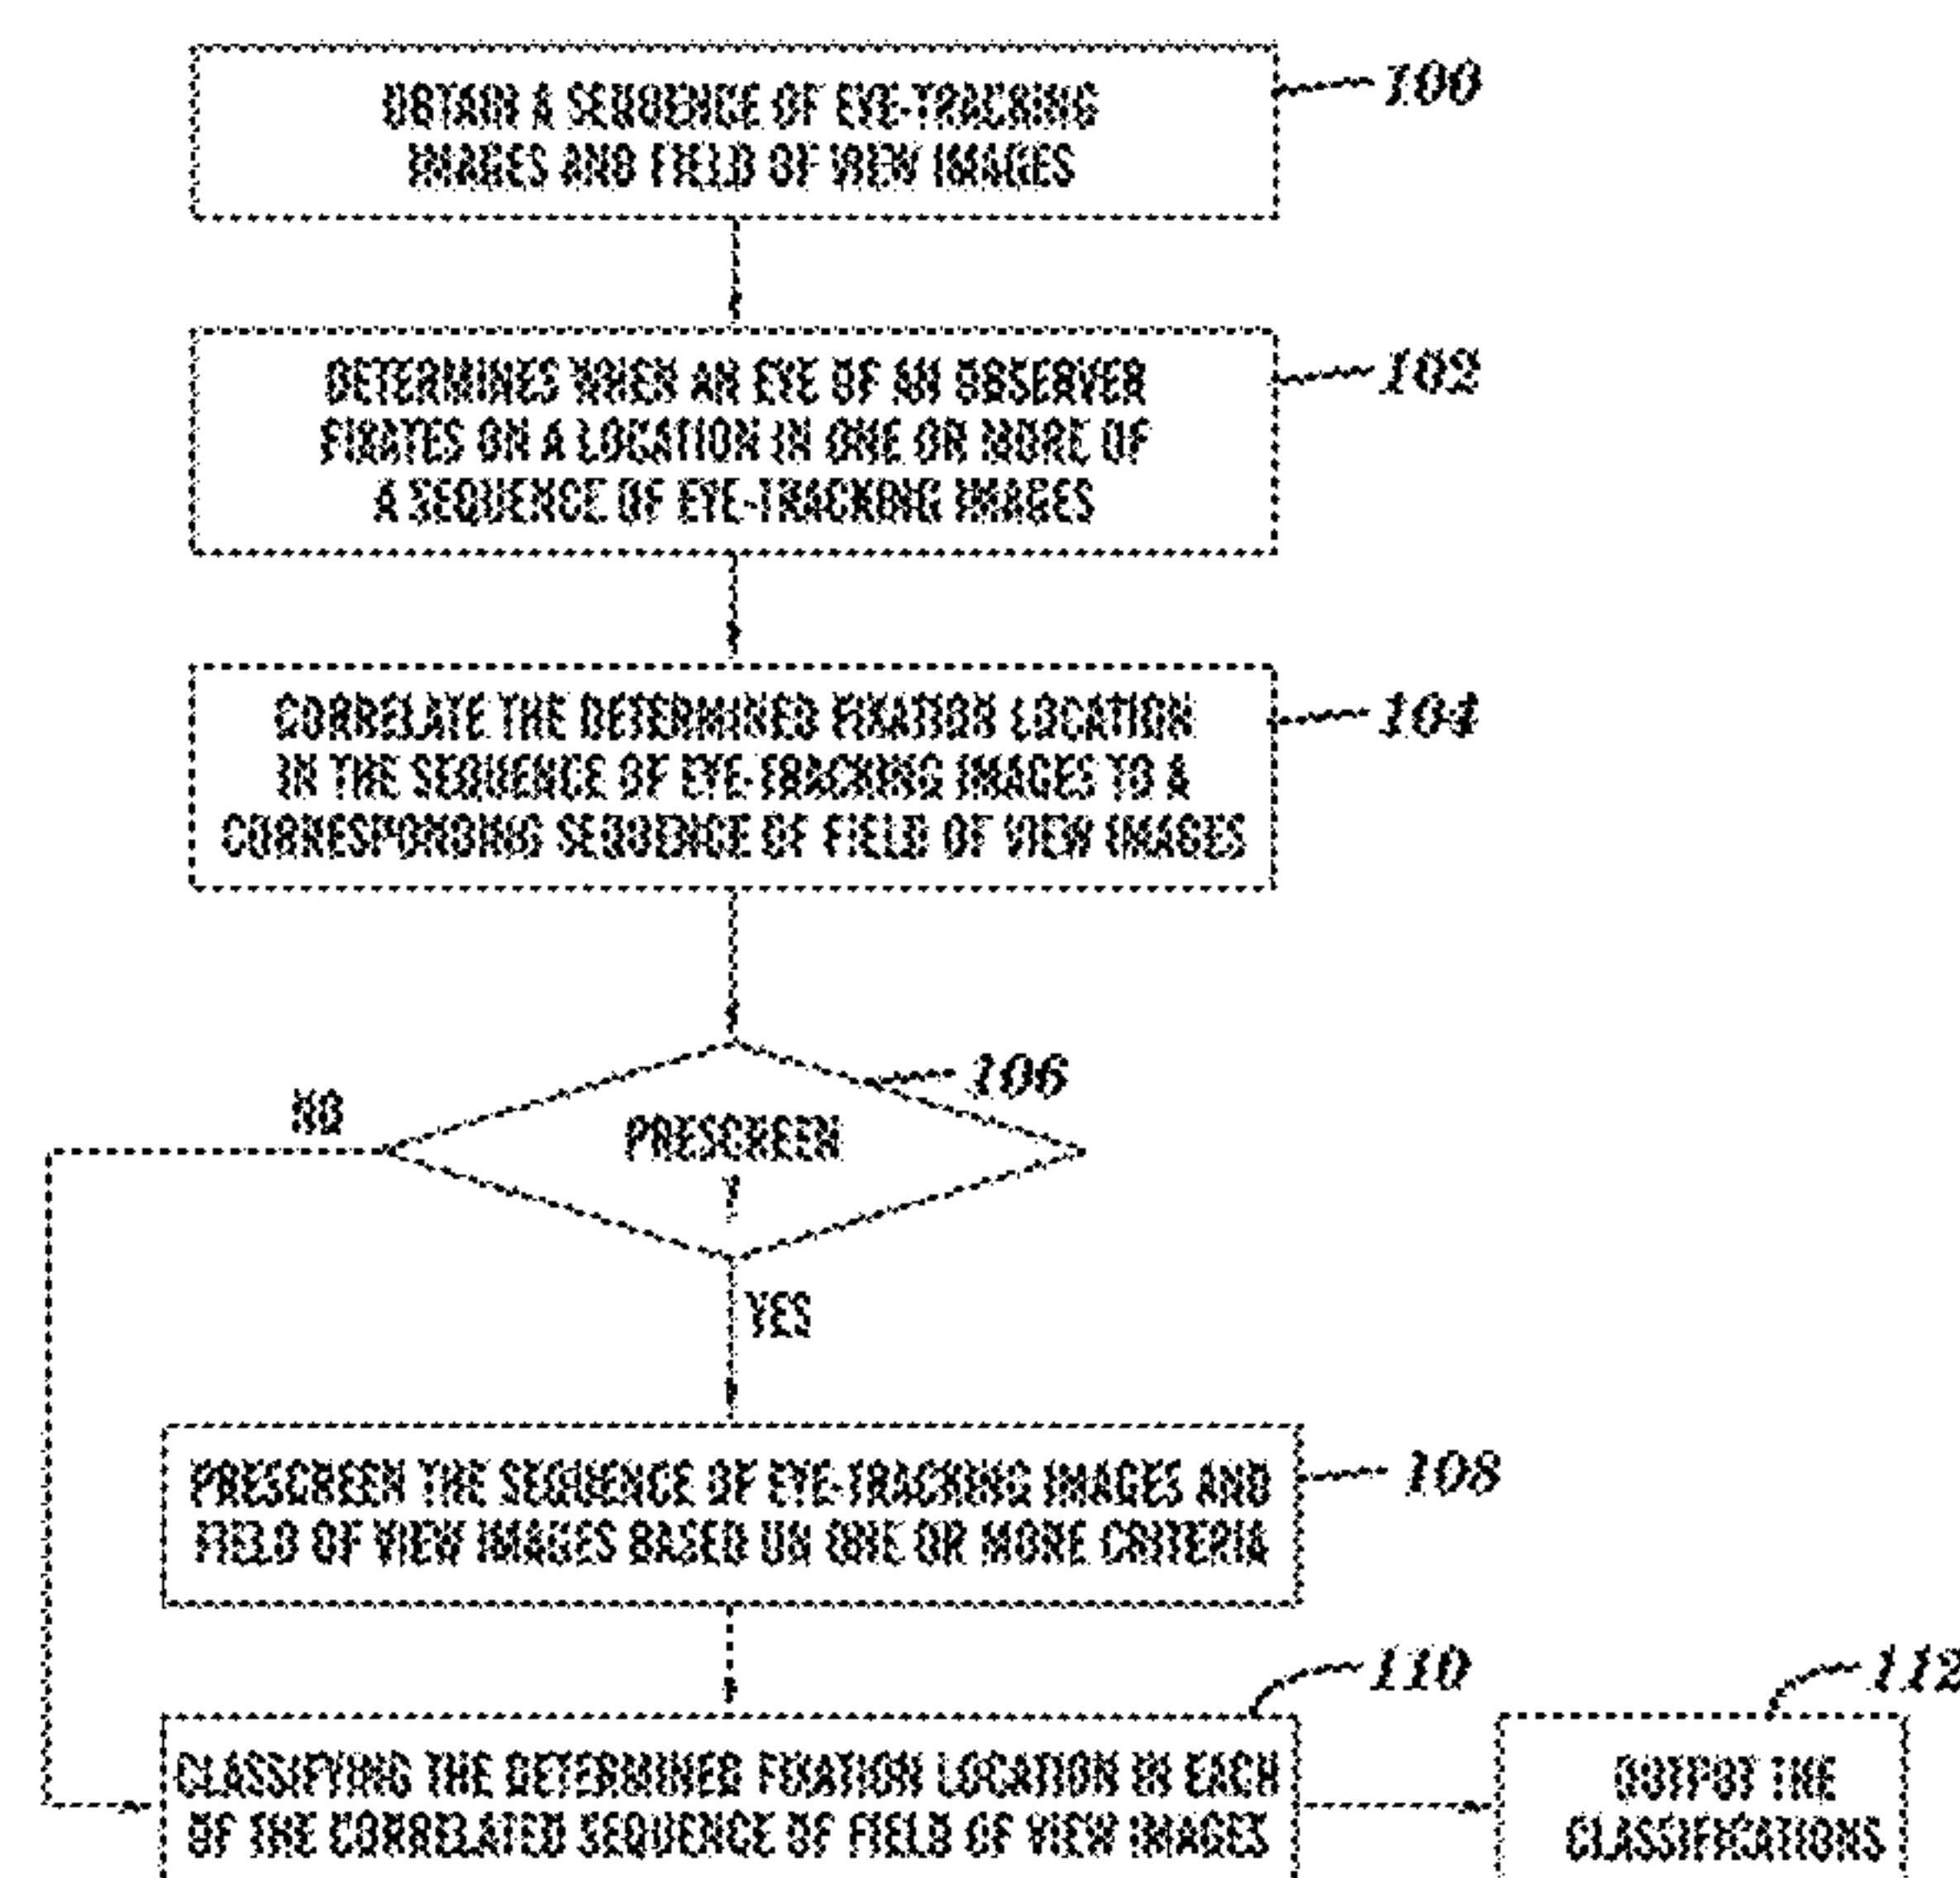 OBTAIN A SEQUENCE OF EYE-TRACKING
IMAGES AND FIELD OF VIEW IMAGES
100
DETERMINES WHEN AN EYE OF AN OBSERVER
FIXATES ON A LOCATION IN ONE OR MORE OF
A SEQUENCE OF EYE-TRACKING IMAGES
102
CORRELATE THE DETERMINED FIXATION LOCATION
IN THE SEQUENCE OF EYE-TRACKING IMAGES TO A
CORRESPONDING SEQUENCE OF FIELD OF VIEW IMAGES
104
106
NO
PRESCREEN
?
YES
PRESCREEN THE SEQUENCE OF EYE-TRACKING IMAGES AND
FIELD OF VIEW IMAGES BASED ON ONE OR MORE CRITERIA
108
110
CLASSIFYING THE DETERMINED FIXATION LOCATION IN EACH
OF THE CORRELATED SEQUENCE OF FIELD OF VIEW IMAGES
112
OUTPUT THE
CLASSIFICATIONS